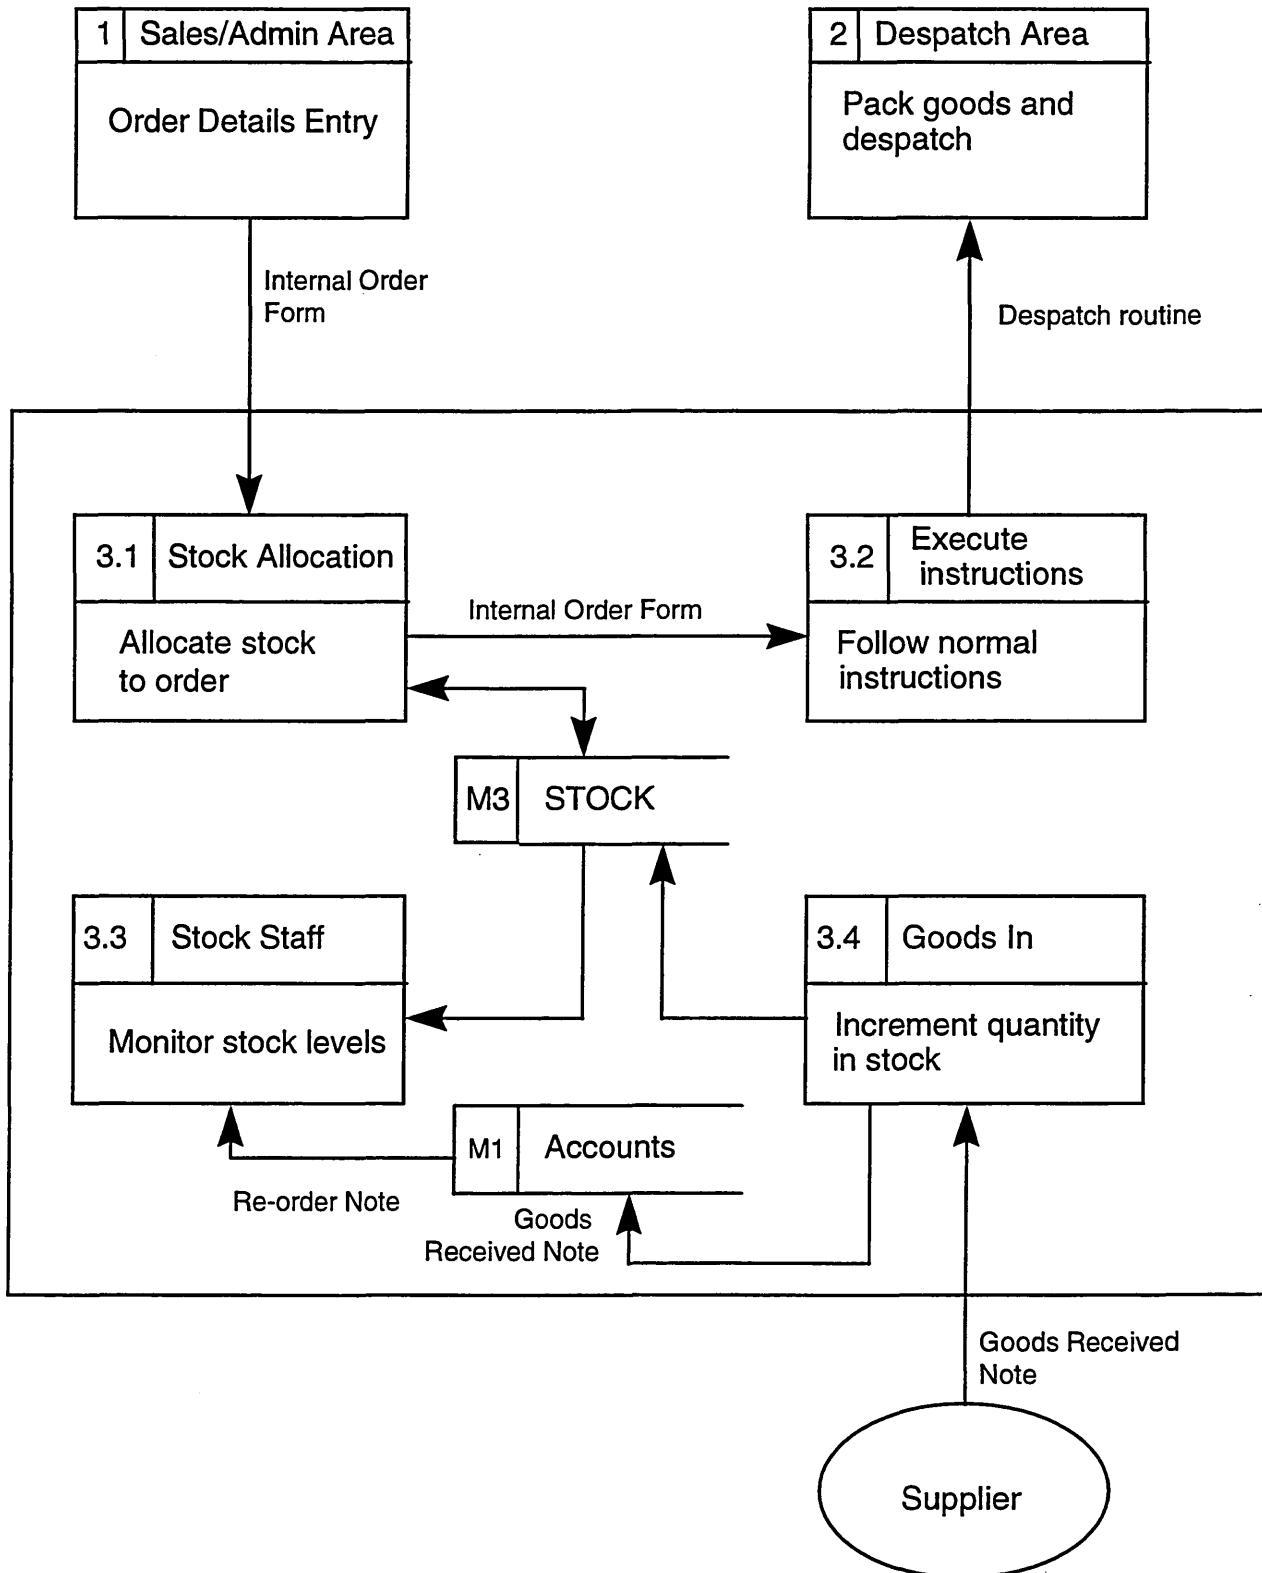 1 Sales/Admin Area
Order Details Entry
2 Despatch Area
Pack goods and
despatch
Internal Order
Form
Despatch routine
3.1 Stock Allocation
Allocate stock
to order
Internal Order Form
3.2 Execute
instructions
Follow normal
instructions
M3 STOCK
3.3 Stock Staff
Monitor stock levels
3.4 Goods In
Increment quantity
in stock
M1 Accounts
Re-order Note
Goods
Received Note
Goods Received
Note
Supplier